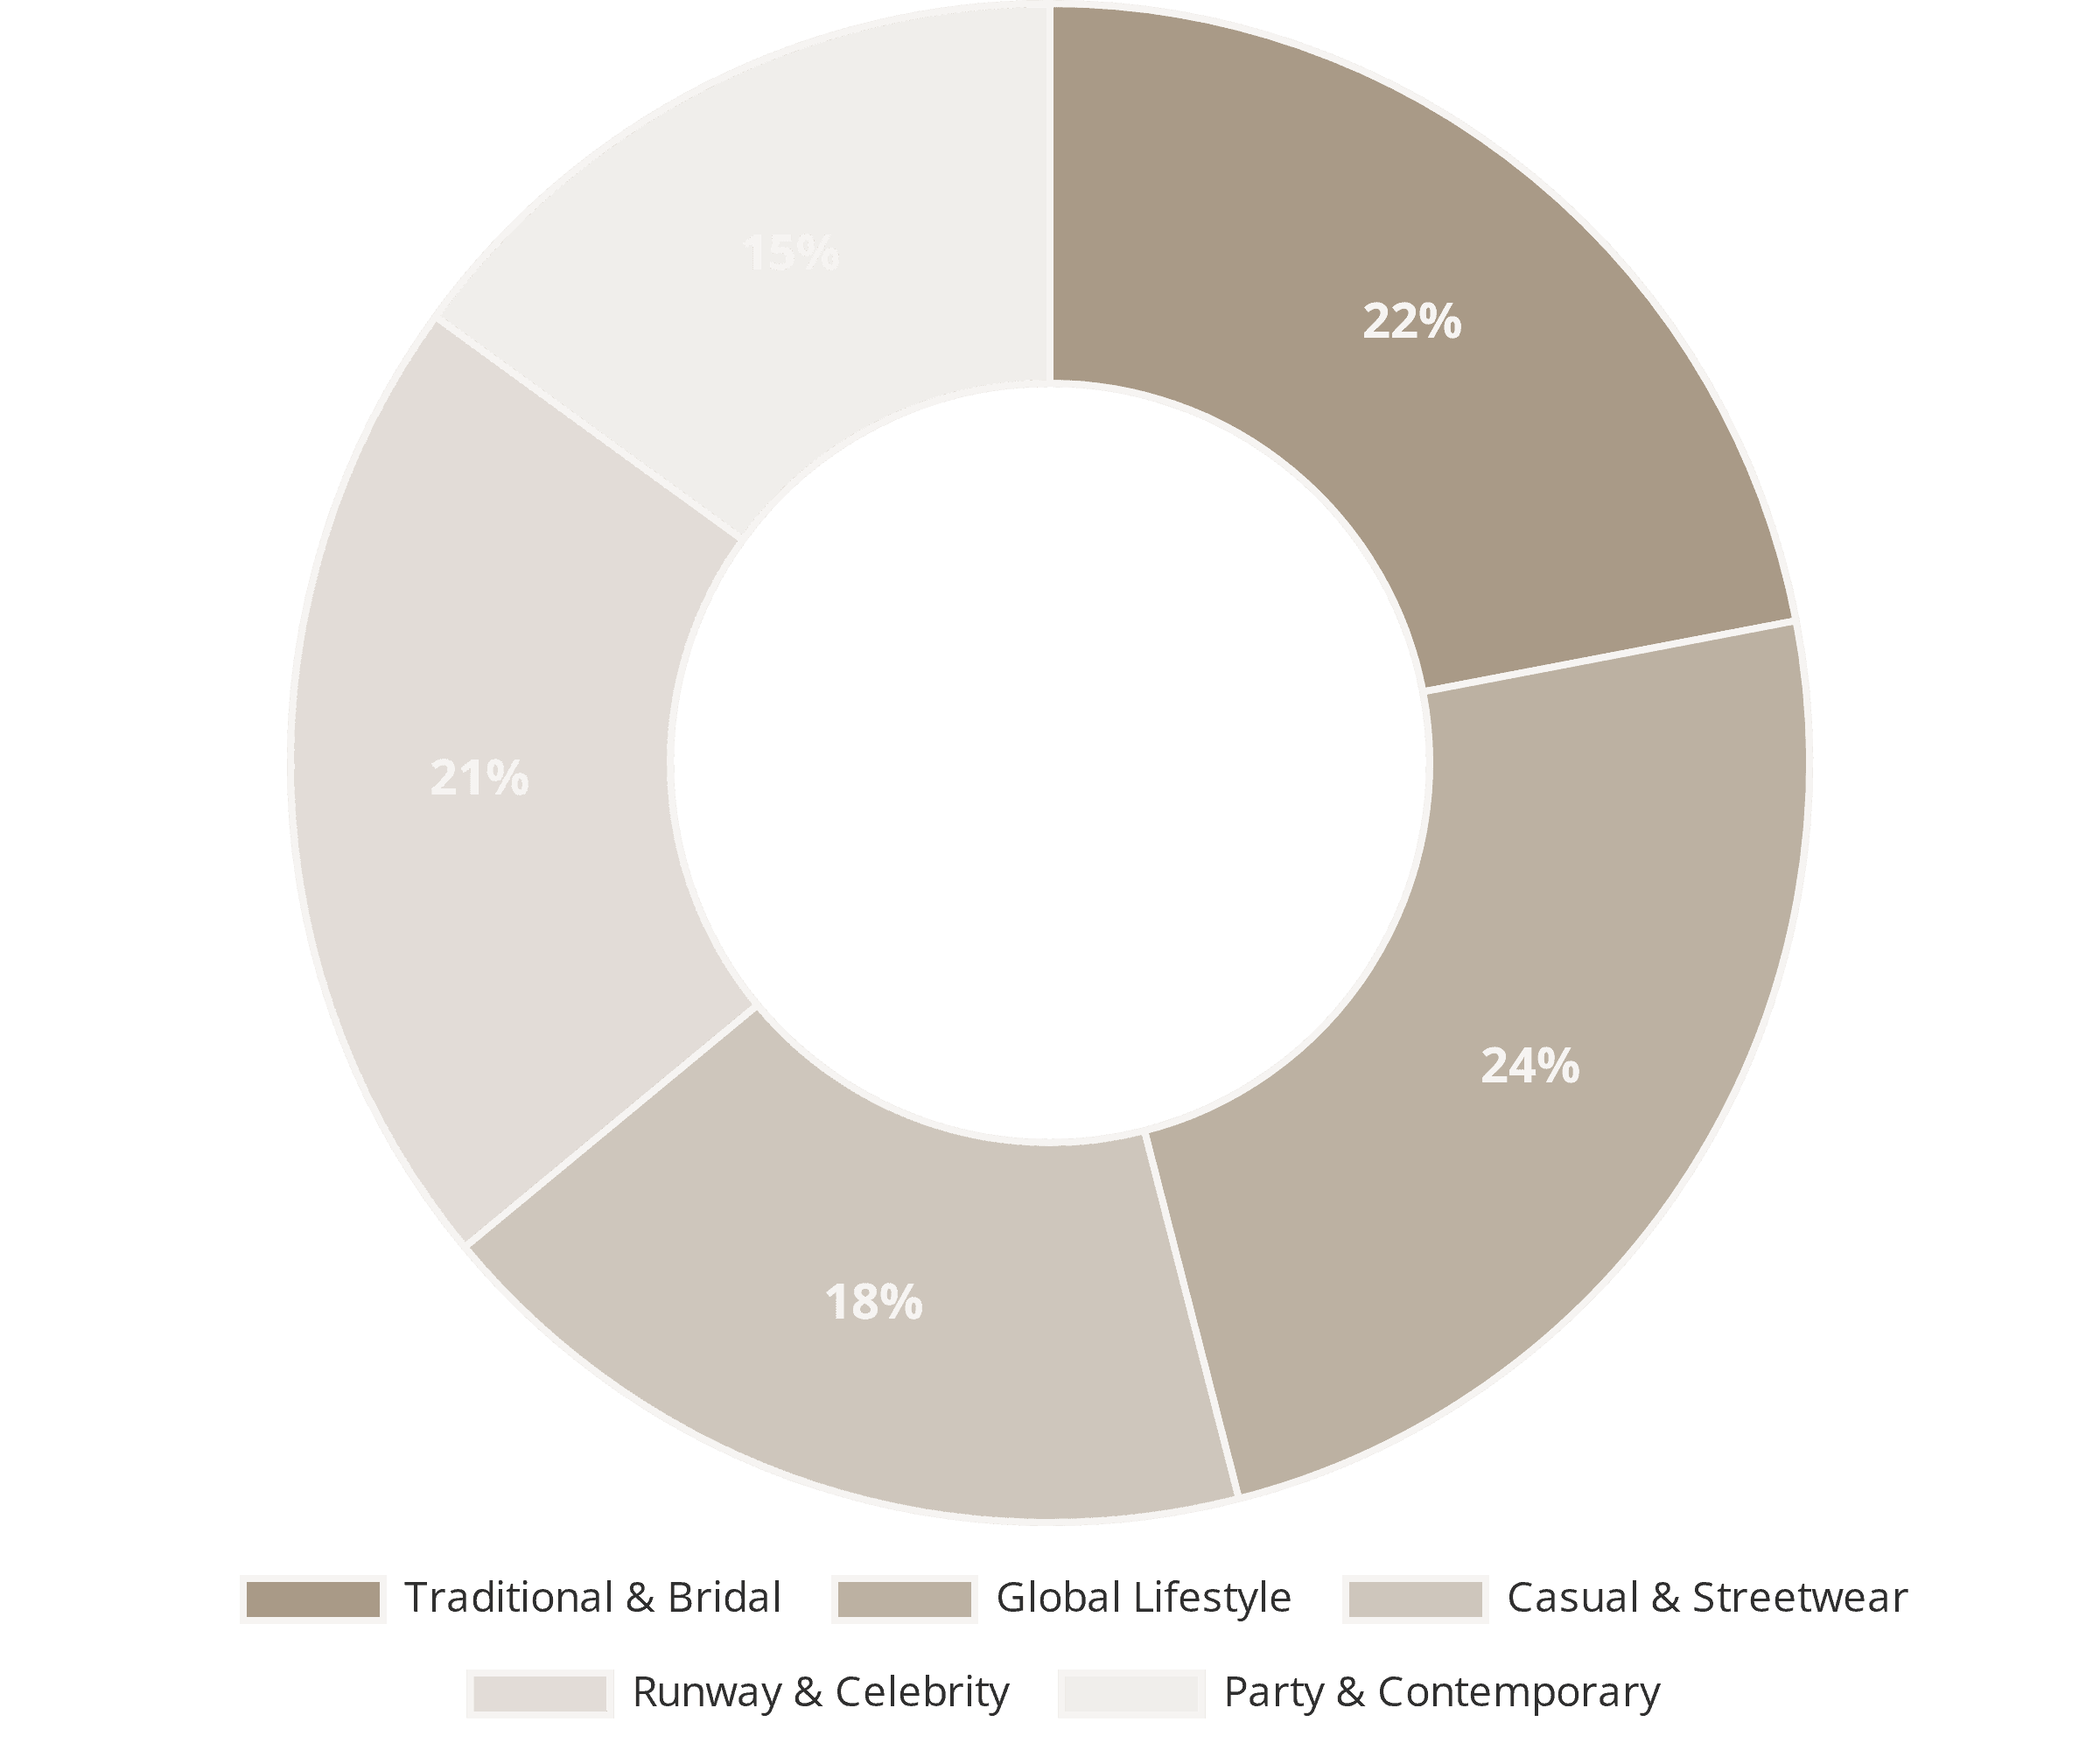 15%
22%
21%
24%
18%
Traditional & Bridal
Global Lifestyle
Casual & Streetwear
Runway & Celebrity
Party & Contemporary